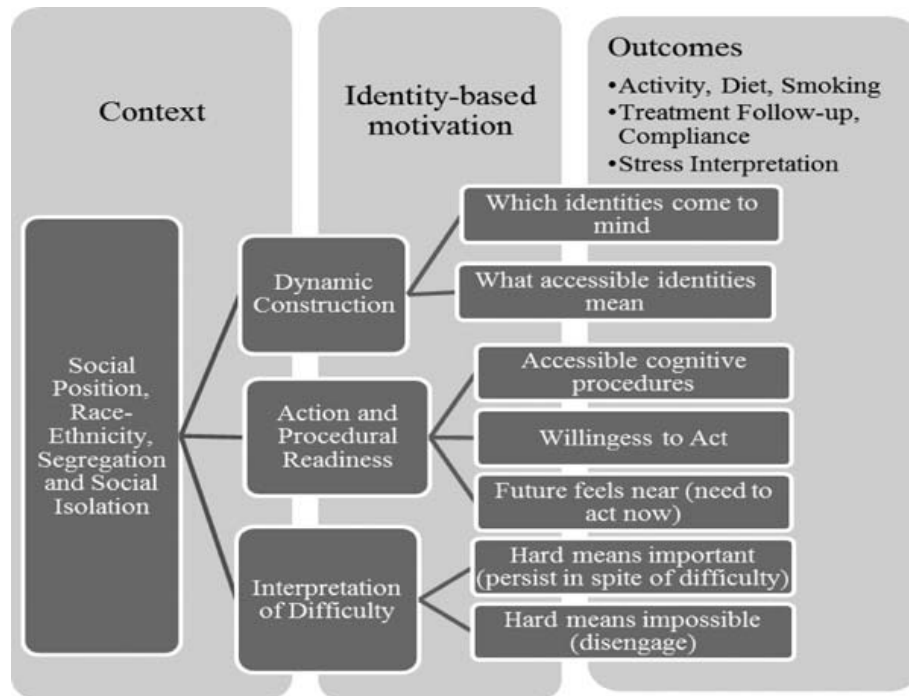 Context
Identity-based
motivation
Outcomes
•Activity, Diet, Smoking
•Treatment Follow-up,
Compliance
•Stress Interpretation
Social
Position,
Race-
Ethnicity,
Segregation
and Social
Isolation
Dynamic
Construction
Which identities come to
mind
What accessible identities
mean
Action and
Procedural
Readiness
Accessible cognitive
procedures
Willingess to Act
Future feels near (need to
act now)
Interpretation
of Difficulty
Hard means important
(persist in spite of difficulty)
Hard means impossible
(disengage)